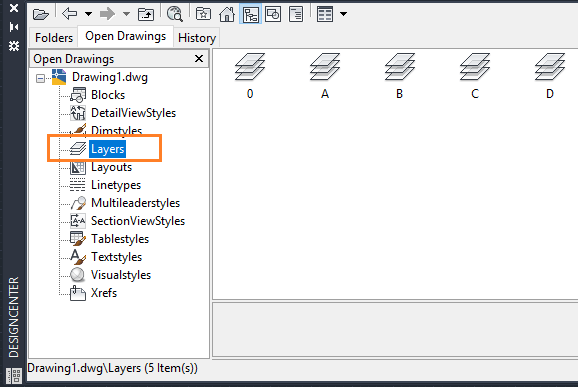 Folders Open Drawings History
Open Drawings
Drawing1.dwg
Blocks
DetailViewStyles
Dimstyles
Layers
Layouts
Linetypes
Multileaderstyles
SectionViewStyles
Tablestyles
Textstyles
Visualstyles
Xrefs
0 A B C D
DESIGNCENTER
Drawing1.dwg\Layers (5 Item(s))